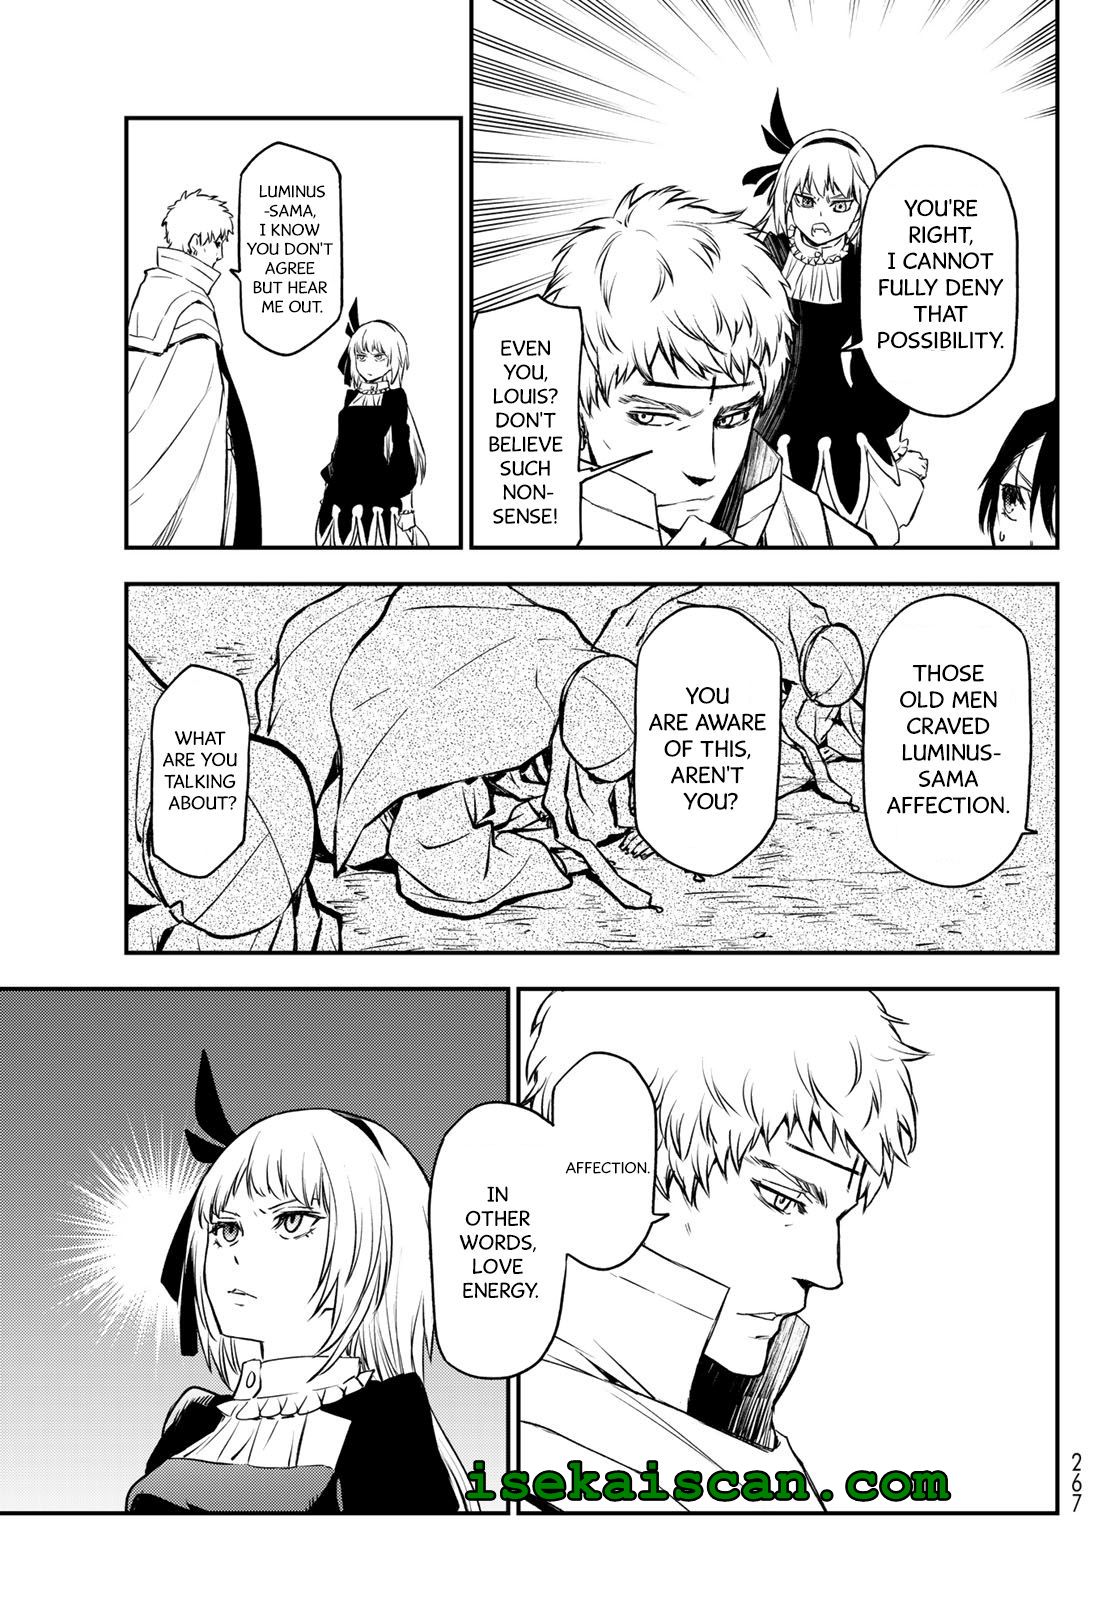 YOU'RE
RIGHT,
I CANNOT
FULLY DENY
THAT
POSSIBILITY.
EVEN
YOU,
LOUIS?
DON'T
BELIEVE
SUCH
NON-
SENSE!
LUMINUS
-SAMA,
I KNOW
YOU DON'T
AGREE
BUT HEAR
ME OUT.
THOSE
OLD MEN
CRAVED
LUMINUS-
SAMA
AFFECTION.
YOU
ARE AWARE
OF THIS,
AREN'T
YOU?
WHAT
ARE YOU
TALKING
ABOUT?
AFFECTION.
IN
OTHER
WORDS,
LOVE
ENERGY.
isekaiscan.com
267